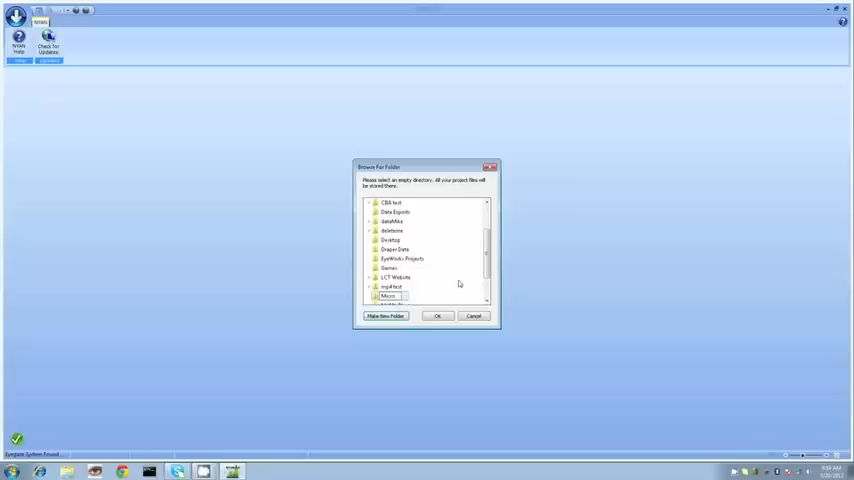 NYAN
NYAN
Help
Check for
Updates
Help
Browse For Folder
Please select an empty directory. All your project files will
be stored there.
CBA test
Data Exports
dataMike
deleteme
Desktop
Draper Data
EyeWorks Projects
Games
LCT Website
mp4 test
Micro
Make New Folder
OK
Cancel
Eyegaze System Found